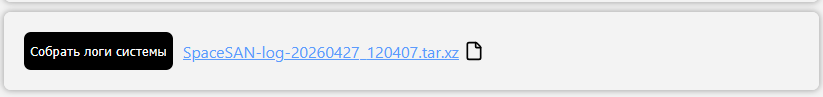 Собрать логи системы SpaceSAN-log-20260427_120407.tar.xz